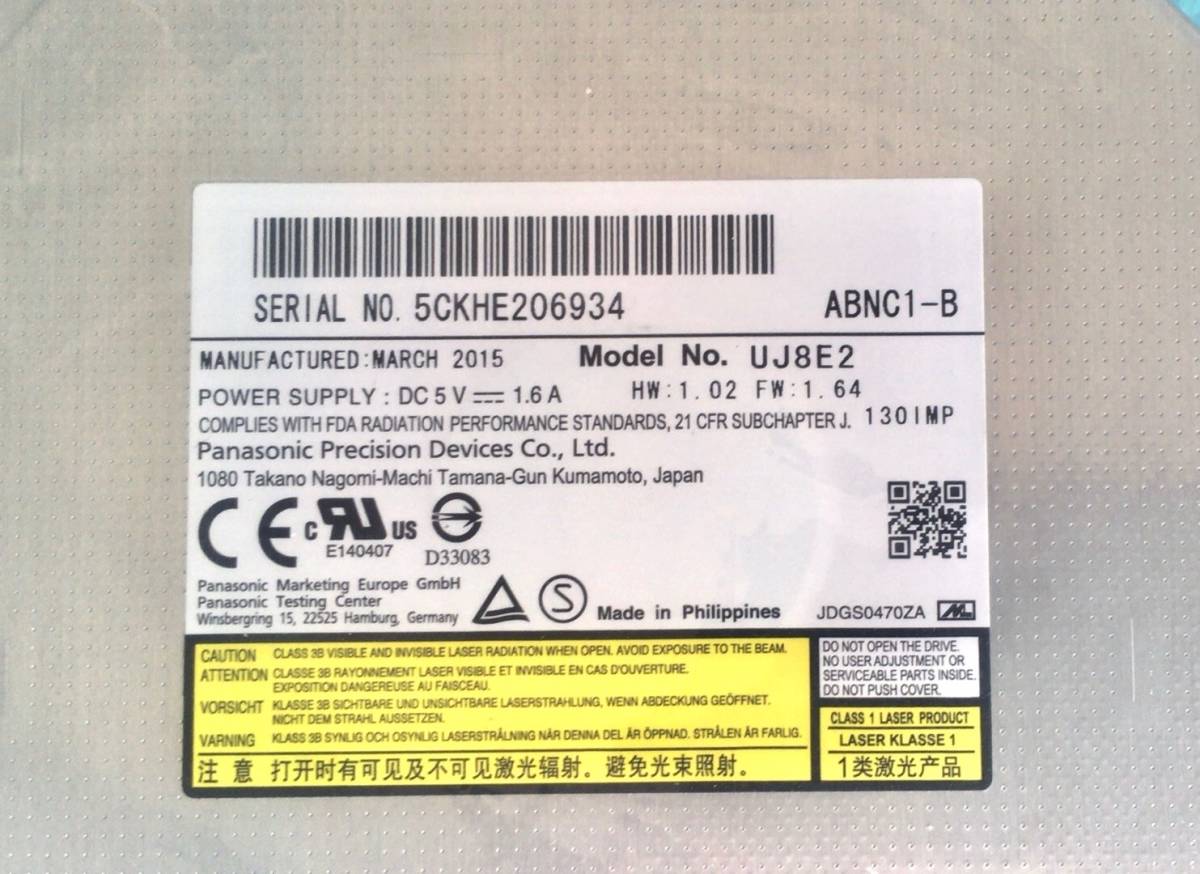 SERIAL NO. 5CKHE206934 ABNC1-B
MANUFACTURED:MARCH 2015 Model No. UJ8E2
POWER SUPPLY : DC 5 V 1.6 A HW:1.02 FW:1.64
COMPLIES WITH FDA RADIATION PERFORMANCE STANDARDS, 21 CFR SUBCHAPTER J. 130IMP
Panasonic Precision Devices Co., Ltd.
1080 Takano Nagomi-Machi Tamana-Gun Kumamoto, Japan
CE c RU US
E140407 D33083
Panasonic Marketing Europe GmbH
Panasonic Testing Center
Winsbergring 15, 22525 Hamburg, Germany
S Made in Philippines JDGS0470ZA
CAUTION CLASS 3B VISIBLE AND INVISIBLE LASER RADIATION WHEN OPEN. AVOID EXPOSURE TO THE BEAM.
ATTENTION CLASSE 3B RAYONNEMENT LASER VISIBLE ET INVISIBLE EN CAS D'OUVERTURE.
EXPOSITION DANGEREUSE AU FAISCEAU.
VORSICHT KLASSE 3B SICHTBARE UND UNSICHTBARE LASERSTRAHLUNG, WENN ABDECKUNG GEÖFFNET.
NICHT DEM STRAHL AUSSETZEN.
VARNING KLASS 3B SYNLIG OCH OSYNLIG LASERSTRÅLNING NÄR DENNA DEL ÄR ÖPPNAD. STRÅLEN ÄR FARLIG.
注 意 打开时有可见及不可见激光辐射。避免光束照射。
DO NOT OPEN THE DRIVE.
NO USER ADJUSTMENT OR
SERVICEABLE PARTS INSIDE.
DO NOT PUSH COVER.
CLASS 1 LASER PRODUCT
LASER KLASSE 1
1类激光产品